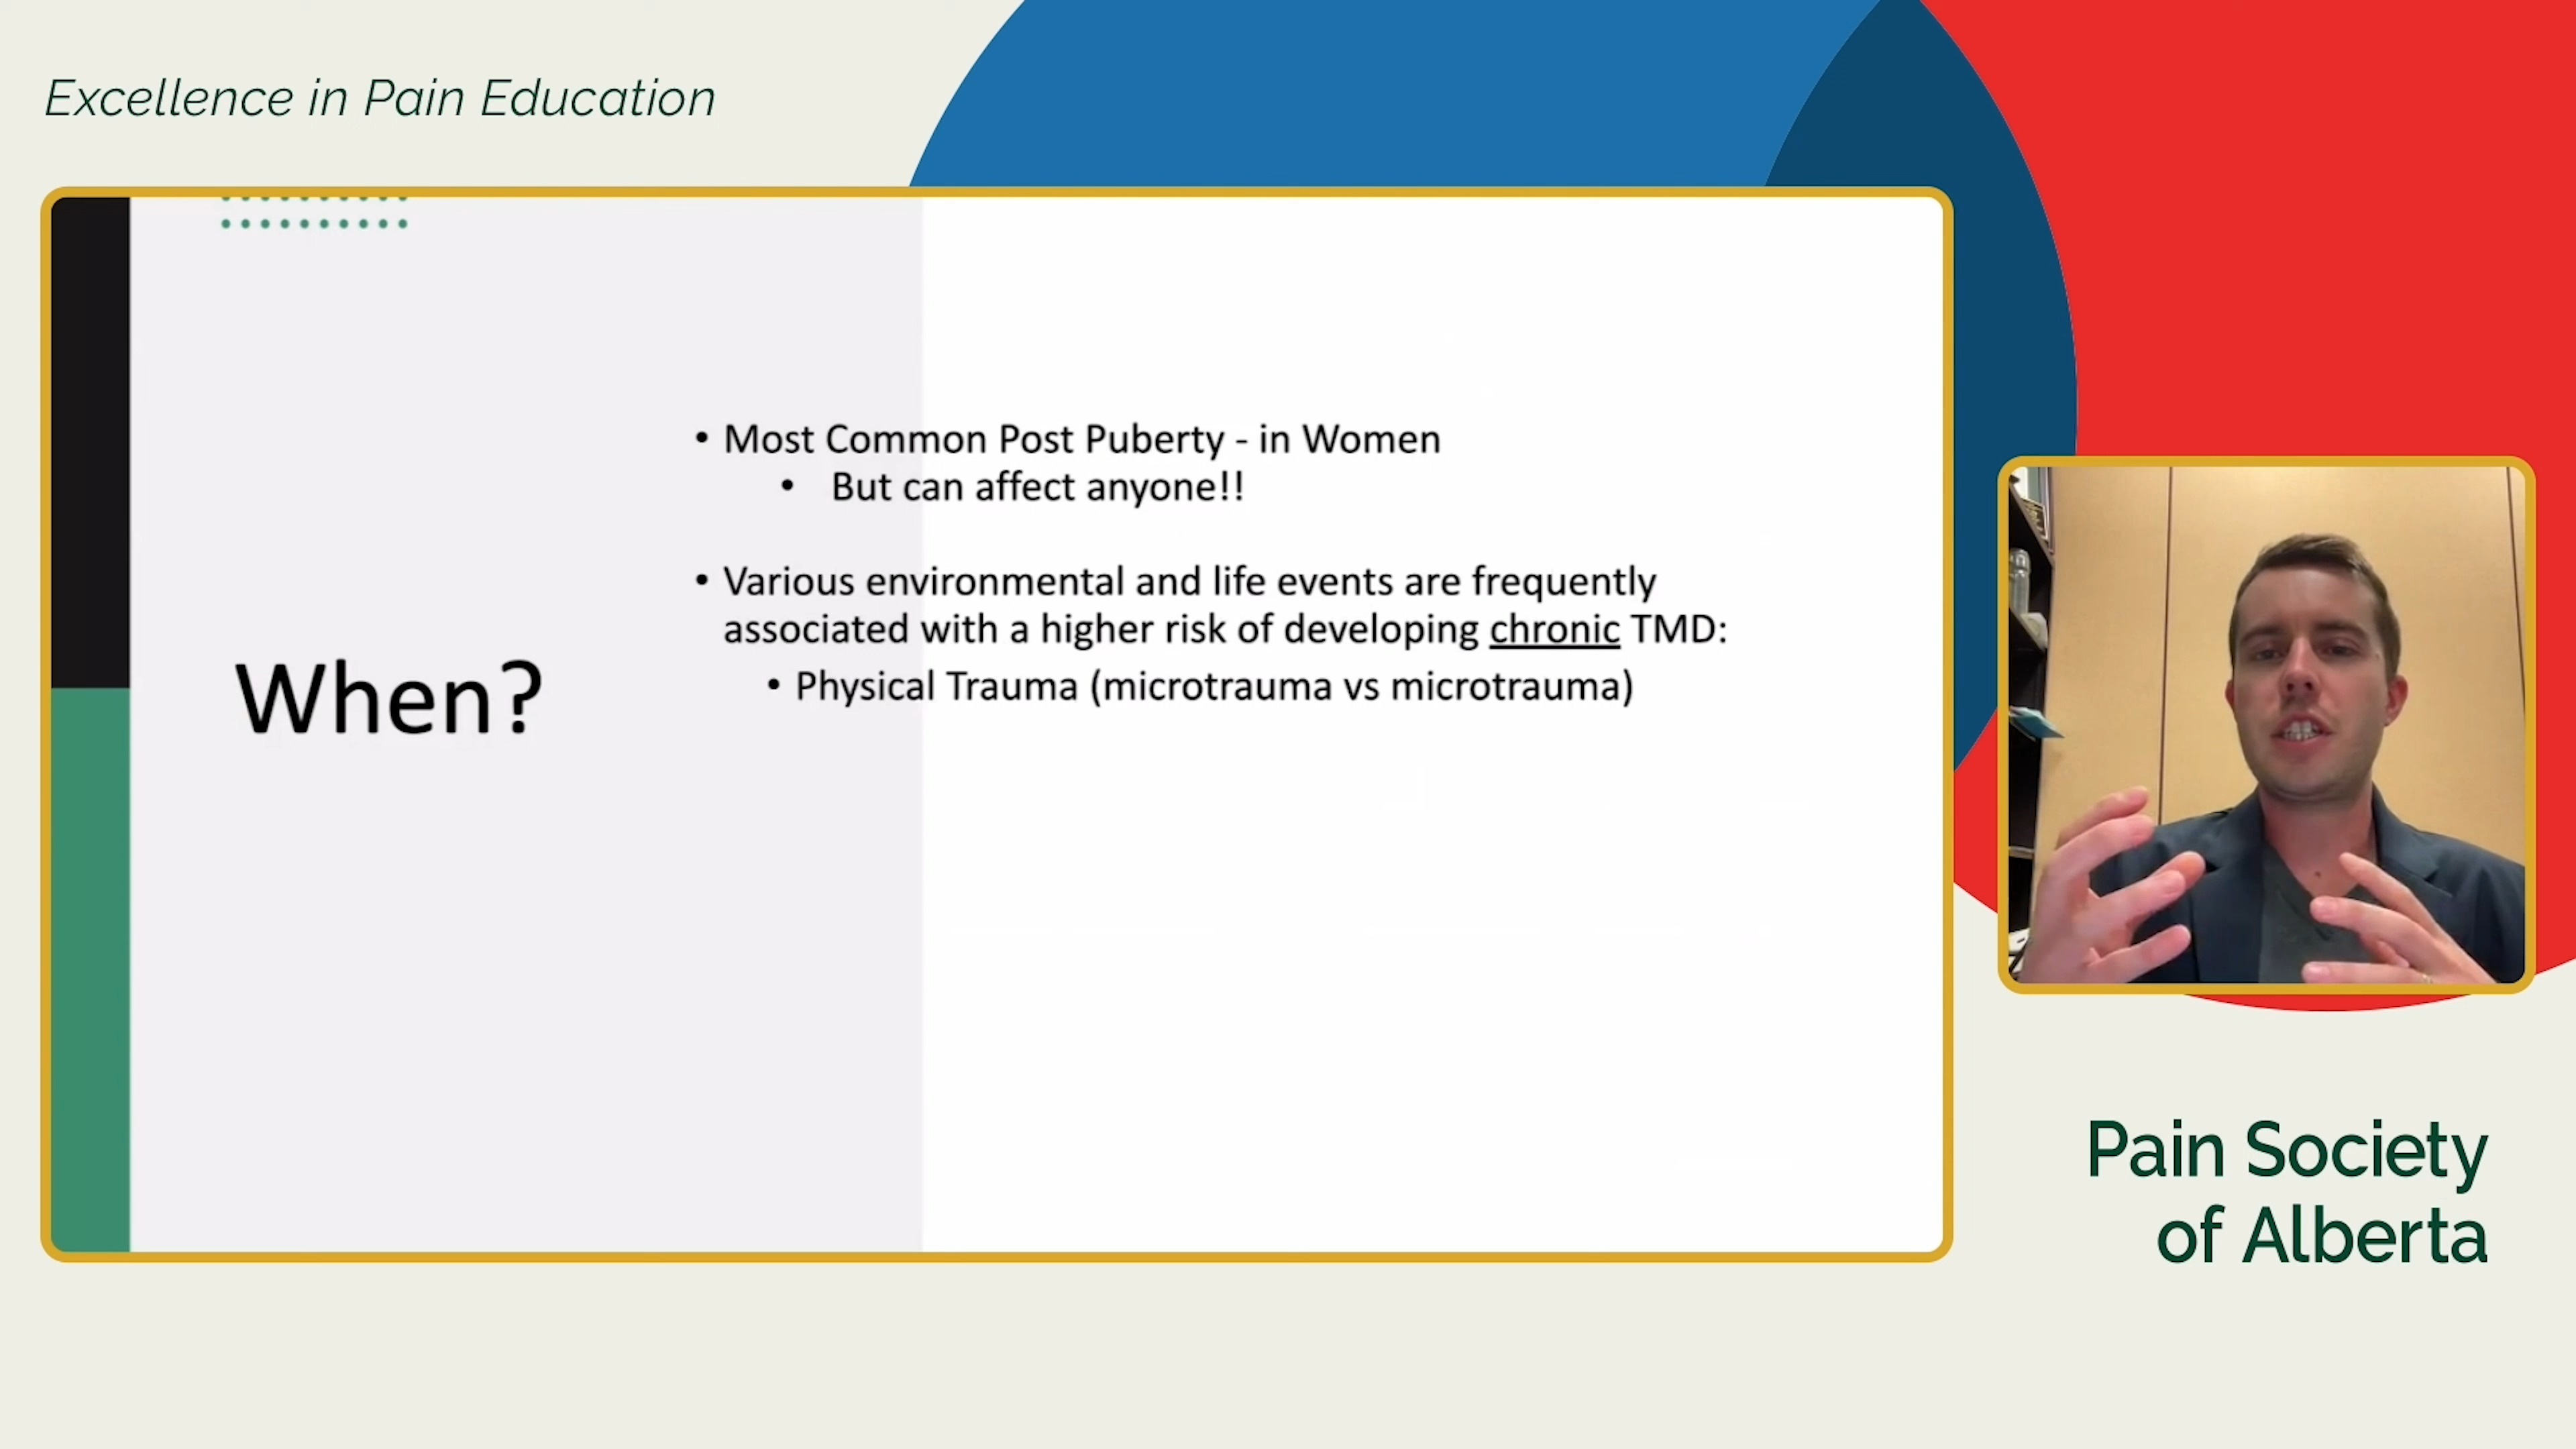 Excellence in Pain Education
When?
• Most Common Post Puberty - in Women
• But can affect anyone!!
• Various environmental and life events are frequently
associated with a higher risk of developing chronic TMD:
• Physical Trauma (microtrauma vs microtrauma)
Pain Society
of Alberta